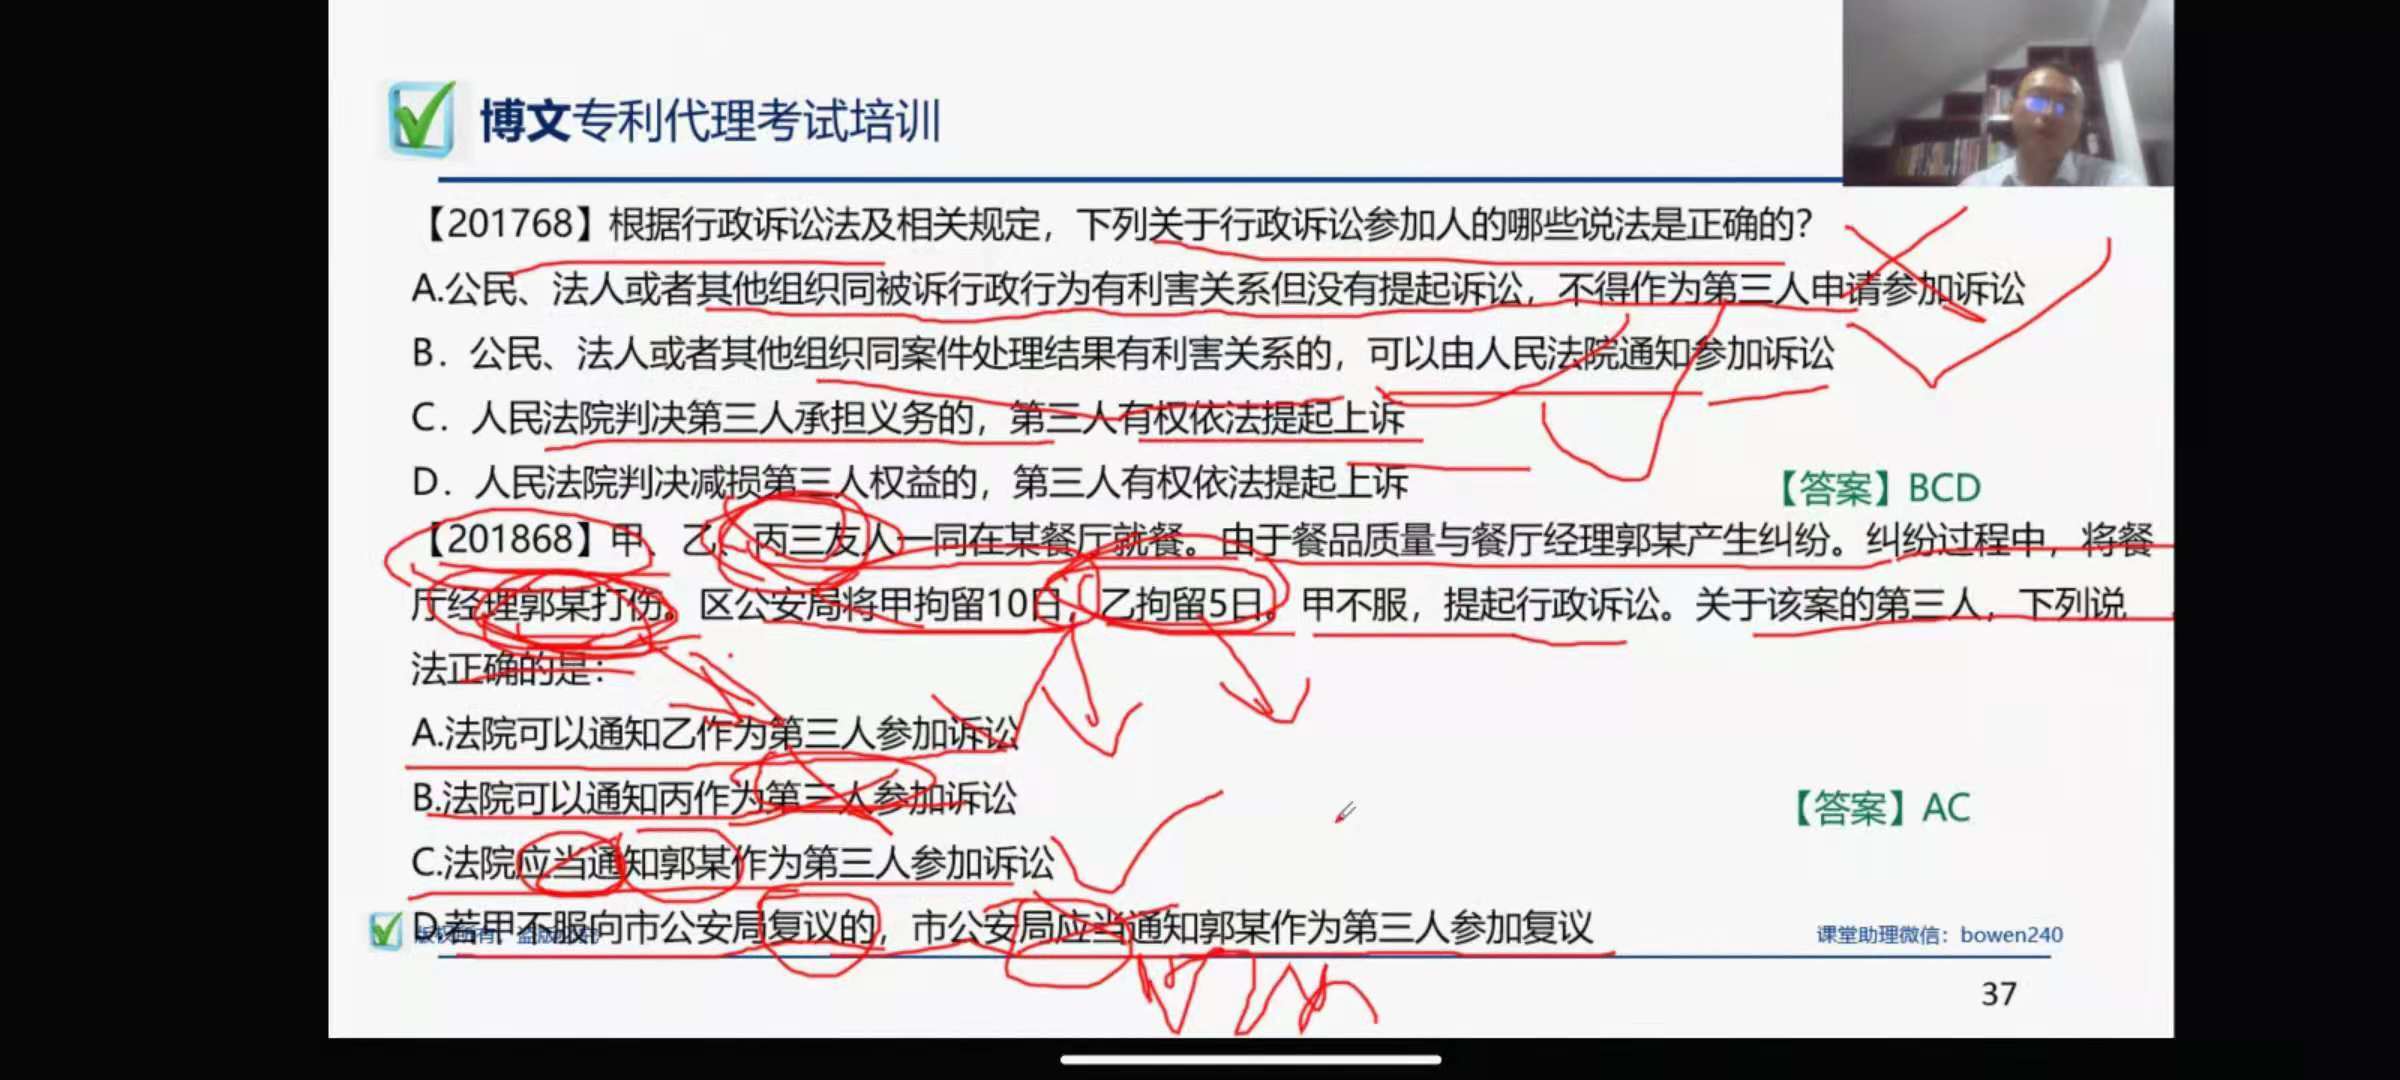 博文专利代理考试培训
【201768】根据行政诉讼法及相关规定，下列关于行政诉讼参加人的哪些说法是正确的？
A.公民、法人或者其他组织同被诉行政行为有利害关系但没有提起诉讼，不得作为第三人申请参加诉讼
B．公民、法人或者其他组织同案件处理结果有利害关系的，可以由人民法院通知参加诉讼
C．人民法院判决第三人承担义务的，第三人有权依法提起上诉
D．人民法院判决减损第三人权益的，第三人有权依法提起上诉
【答案】BCD
【201868】甲、乙、丙三友人一同在某餐厅就餐。由于餐品质量与餐厅经理郭某产生纠纷。纠纷过程中，将餐
厅经理郭某打伤。区公安局将甲拘留10日，乙拘留5日。甲不服，提起行政诉讼。关于该案的第三人，下列说
法正确的是：
A.法院可以通知乙作为第三人参加诉讼
B.法院可以通知丙作为第三人参加诉讼
【答案】AC
C.法院应当通知郭某作为第三人参加诉讼
D.若甲不服向市公安局复议的，市公安局应当通知郭某作为第三人参加复议
课堂助理微信：bowen240
37